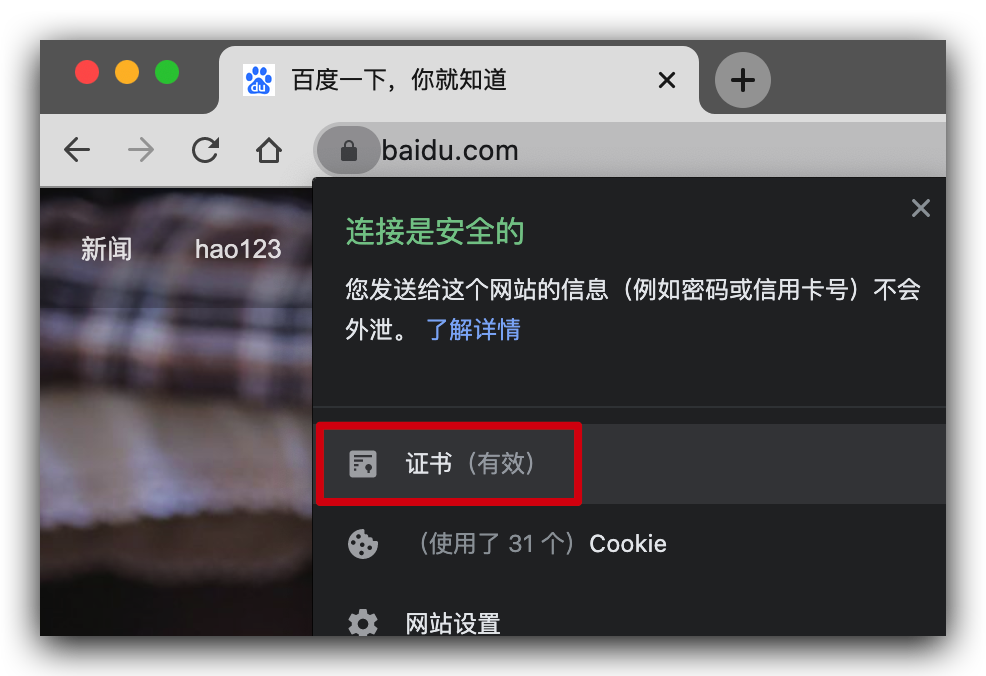 du
百度一下，你就知道
baidu.com
新闻 hao123
连接是安全的
您发送给这个网站的信息（例如密码或信用卡号）不会
外泄。 了解详情
证书（有效）
（使用了 31 个）Cookie
网站设置